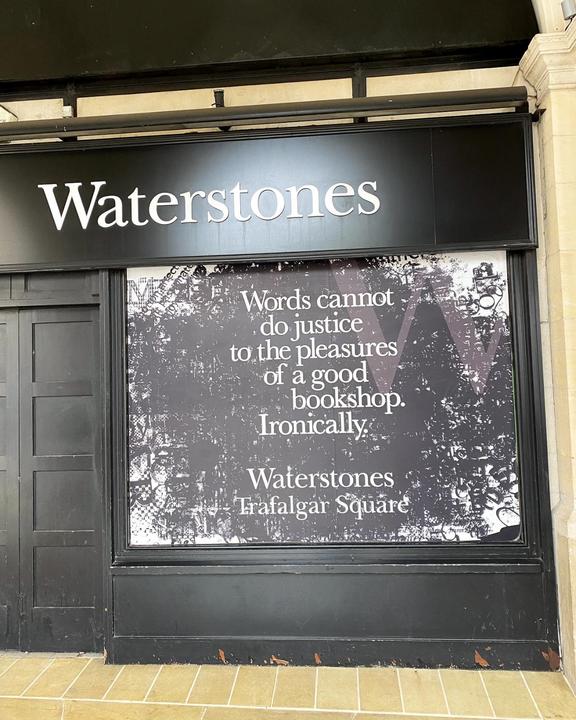 Waterstones
Words cannot
do justice
to the pleasures
of a good
bookshop.
Ironically.
Waterstones
Trafalgar Square